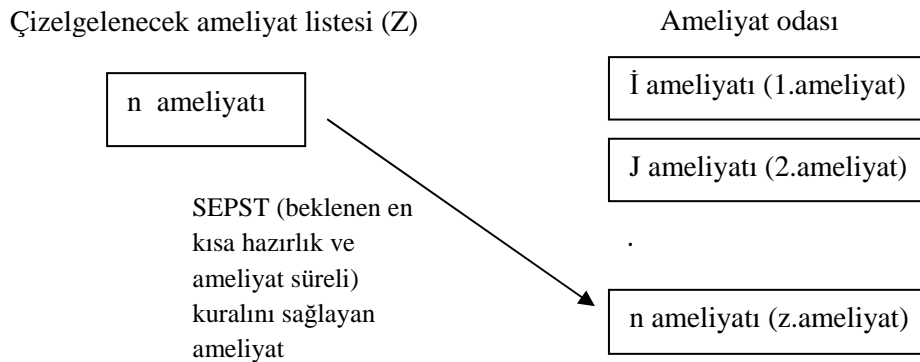 Çizelgelenecek ameliyat listesi (Z)
Ameliyat odası
n ameliyatı
İ ameliyatı (1.ameliyat)
J ameliyatı (2.ameliyat)
.
n ameliyatı (z.ameliyat)
SEPST (beklenen en
kısa hazırlık ve
ameliyat süreli)
kuralını sağlayan
ameliyat